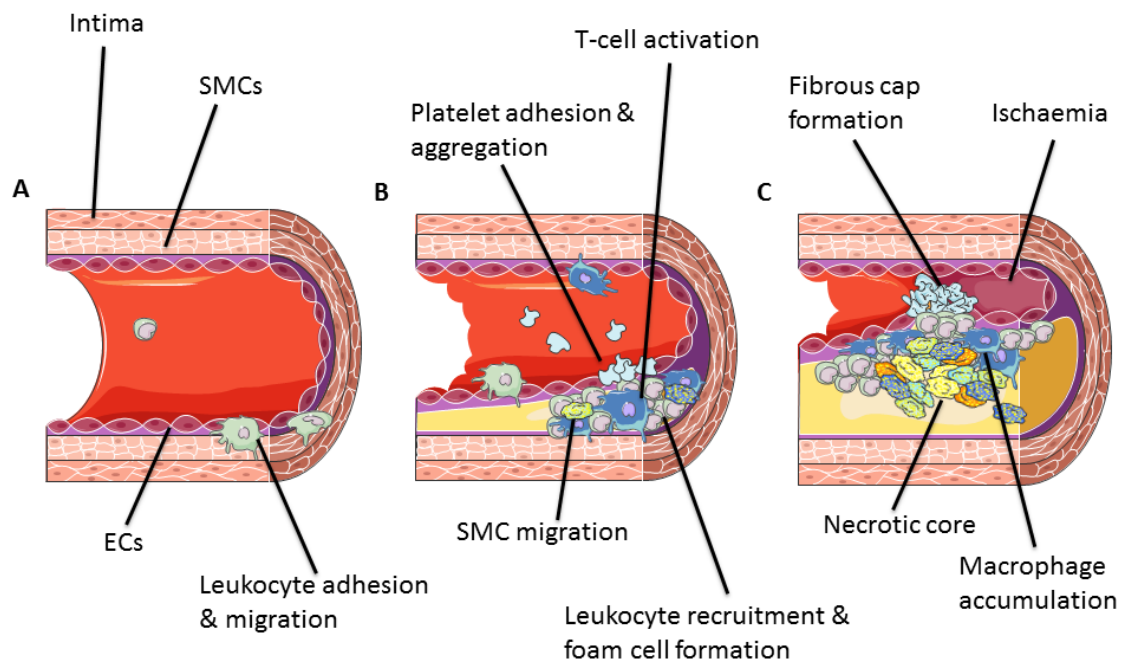 Intima
SMCs
A
ECs
Leukocyte adhesion
& migration
T-cell activation
Platelet adhesion &
aggregation
B
SMC migration
Leukocyte recruitment &
foam cell formation
Fibrous cap
formation
Ischaemia
C
Necrotic core
Macrophage
accumulation